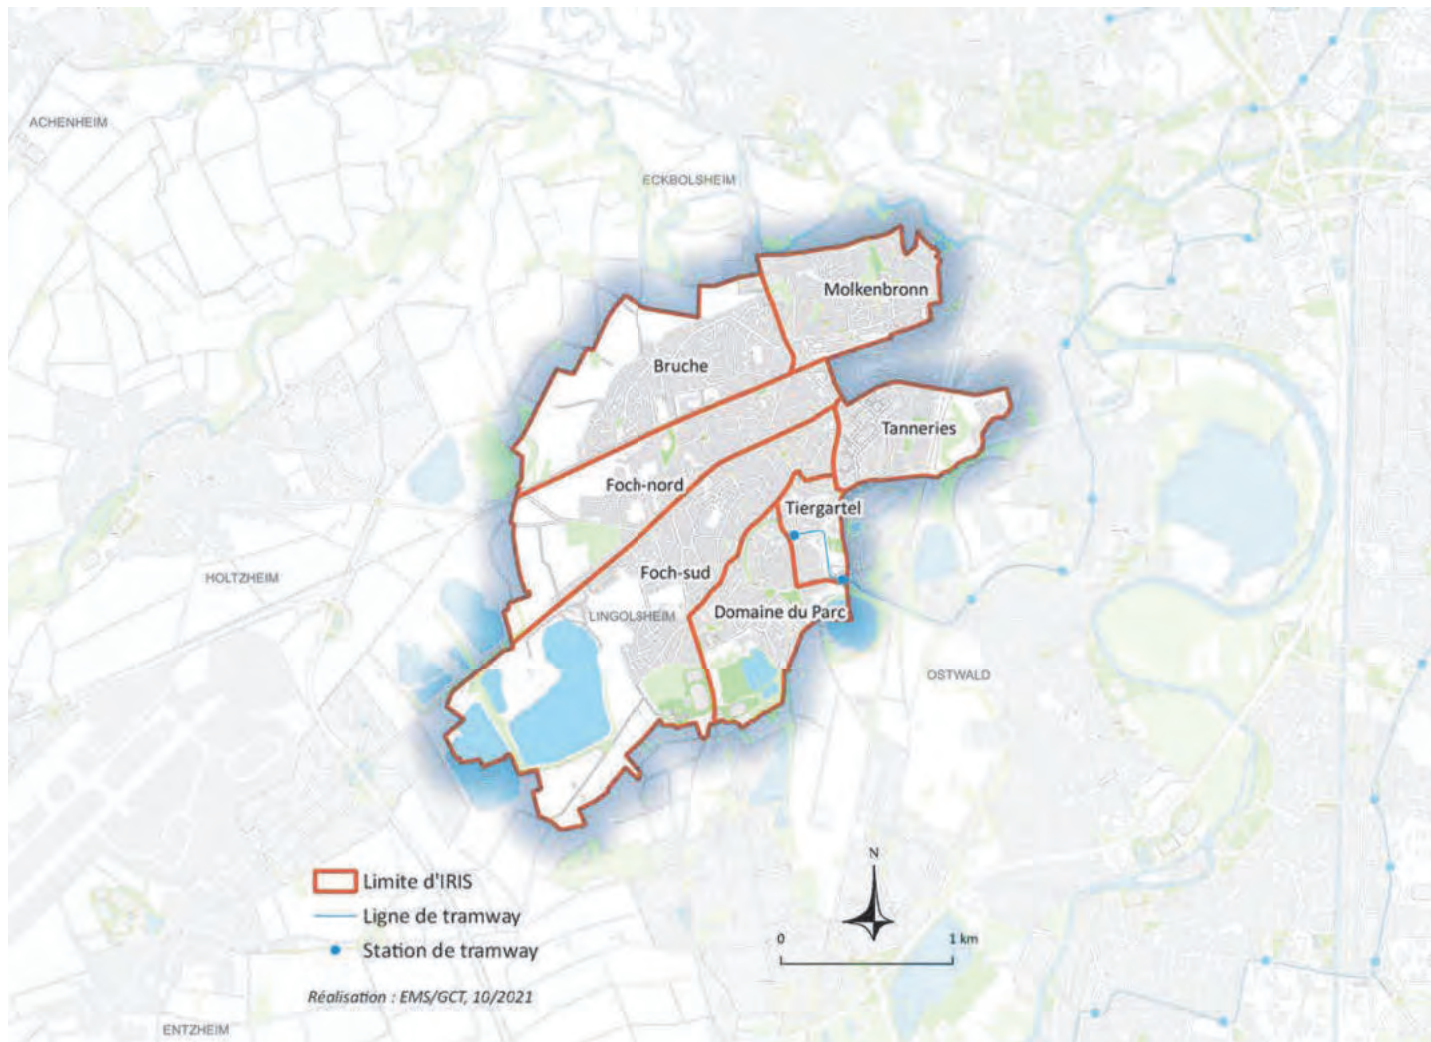 ACHENHEIM
ECKBOLSHEIM
Molkenbronn
Bruche
Tanneries
Foch-nord
Tiergartel
Foch-sud
HOLTZHEIM
LINGOLSHEIM
Domaine du Parc
OSTWALD
Limite d'IRIS
Ligne de tramway
Station de tramway
N
0 1 km
Réalisation : EMS/GCT, 10/2021
ENTZHEIM